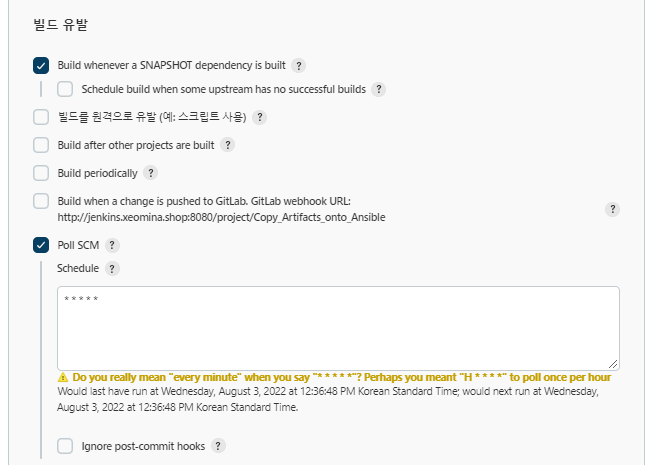 빌드 유발
Build whenever a SNAPSHOT dependency is built ?
Schedule build when some upstream has no successful builds ?
빌드를 원격으로 유발 (예: 스크립트 사용) ?
Build after other projects are built ?
Build periodically ?
Build when a change is pushed to GitLab. GitLab webhook URL:
http://jenkins.xeomina.shop:8080/project/Copy_Artifacts_onto_Ansible ?
Poll SCM ?
Schedule ?
* * * * *
Do you really mean "every minute" when you say "* * * * *"? Perhaps you meant "H * * * *" to poll once per hour
Would last have run at Wednesday, August 3, 2022 at 12:36:48 PM Korean Standard Time; would next run at Wednesday,
August 3, 2022 at 12:36:48 PM Korean Standard Time.
Ignore post-commit hooks ?